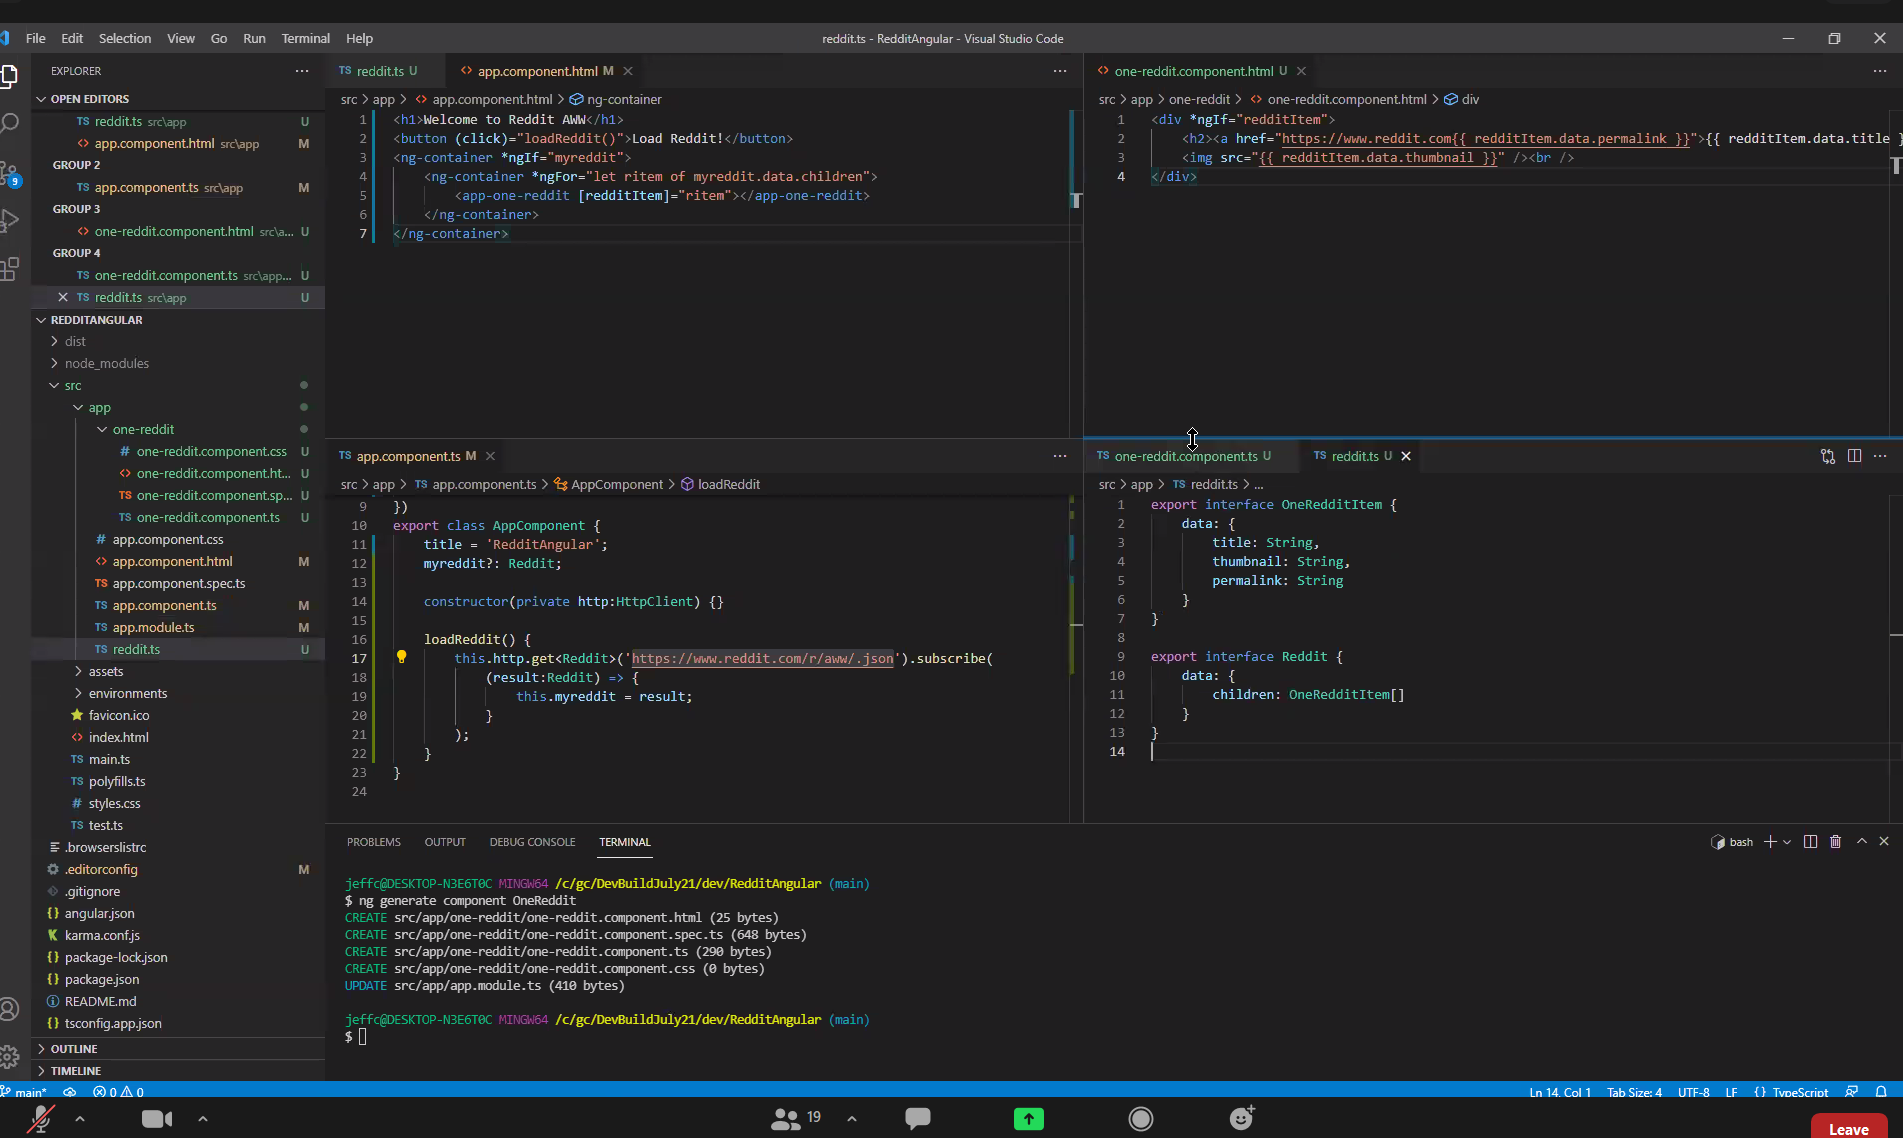 File Edit Selection View Go Run Terminal Help
reddit.ts - RedditAngular - Visual Studio Code
EXPLORER
OPEN EDITORS
reddit.ts src\app U
app.component.html src\app M
GROUP 2
app.component.ts src\app M
GROUP 3
one-reddit.component.html src\a... U
GROUP 4
one-reddit.component.ts src\app... U
reddit.ts src\app U
REDDITANGULAR
dist
node_modules
src
app
one-reddit
# one-reddit.component.css U
one-reddit.component.ht... U
TS one-reddit.component.sp... U
TS one-reddit.component.ts U
# app.component.css
app.component.html M
TS app.component.spec.ts
TS app.component.ts M
TS app.module.ts M
TS reddit.ts U
assets
environments
favicon.ico
index.html
TS main.ts
TS polyfills.ts
# styles.css
TS test.ts
.browserslistrc
.editorconfig M
.gitignore
{} angular.json
karma.conf.js
{} package-lock.json
{} package.json
README.md
{} tsconfig.app.json
OUTLINE
TIMELINE
TS reddit.ts U
app.component.html M
src > app > app.component.html > ng-container
1 <h1>Welcome to Reddit AWW</h1>
2 <button (click)="loadReddit()">Load Reddit!</button>
3 <ng-container *ngIf="myreddit">
4 <ng-container *ngFor="let ritem of myreddit.data.children">
5 <app-one-reddit [redditItem]="ritem"></app-one-reddit>
6 </ng-container>
7 </ng-container>
one-reddit.component.html U
src > app > one-reddit > one-reddit.component.html > div
1 <div *ngIf="redditItem">
2 <h2><a href="https://www.reddit.com{{ redditItem.data.permalink }}">{{ redditItem.data.title }
3 <img src="{{ redditItem.data.thumbnail }}" /><br />
4 </div>
TS app.component.ts M
src > app > TS app.component.ts > AppComponent > loadReddit
9 })
10 export class AppComponent {
11 title = 'RedditAngular';
12 myreddit?: Reddit;
13
14 constructor(private http:HttpClient) {}
15
16 loadReddit() {
17 this.http.get<Reddit>('https://www.reddit.com/r/aww/.json').subscribe(
18 (result:Reddit) => {
19 this.myreddit = result;
20 }
21 );
22 }
23 }
24
TS one-reddit.component.ts U
TS reddit.ts U
src > app > TS reddit.ts > ...
1 export interface OneRedditItem {
2 data: {
3 title: String,
4 thumbnail: String,
5 permalink: String
6 }
7 }
8
9 export interface Reddit {
10 data: {
11 children: OneRedditItem[]
12 }
13 }
14
PROBLEMS OUTPUT DEBUG CONSOLE TERMINAL
bash
jeffc@DESKTOP-N3E6T0C MINGW64 /c/gc/DevBuildJuly21/dev/RedditAngular (main)
$ ng generate component OneReddit
CREATE src/app/one-reddit/one-reddit.component.html (25 bytes)
CREATE src/app/one-reddit/one-reddit.component.spec.ts (648 bytes)
CREATE src/app/one-reddit/one-reddit.component.ts (290 bytes)
CREATE src/app/one-reddit/one-reddit.component.css (0 bytes)
UPDATE src/app/app.module.ts (410 bytes)
jeffc@DESKTOP-N3E6T0C MINGW64 /c/gc/DevBuildJuly21/dev/RedditAngular (main)
$
9
main* 0 0
Ln 14, Col 1 Tab Size: 4 UTF-8 LF {} TypeScript
19
Leave